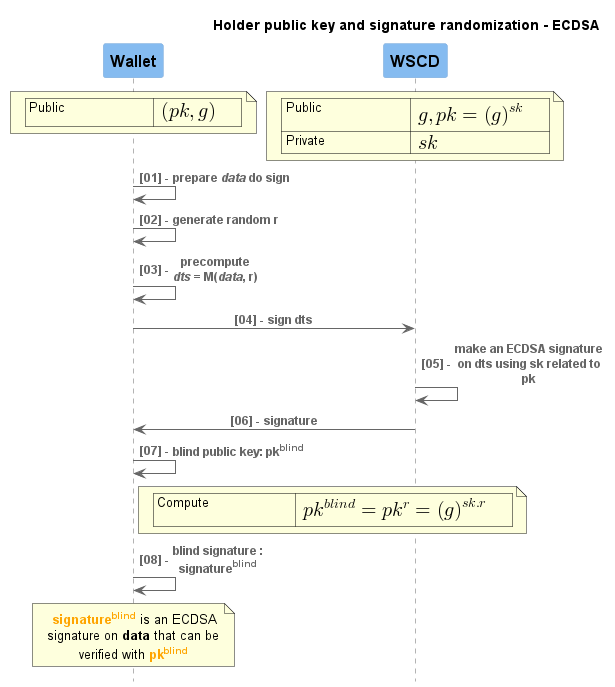 Holder public key and signature randomization - ECDSA
Wallet
WSCD
Public (pk, g)
Public g, pk = (g)^{sk}
Private sk
[01] - prepare data do sign
[02] - generate random r
[03] - precompute
dts = M(data, r)
[04] - sign dts
[05] - make an ECDSA signature
on dts using sk related to
pk
[06] - signature
[07] - blind public key: pk^{blind}
Compute pk^{blind} = pk^{r} = (g)^{sk.r}
[08] - blind signature :
signature^{blind}
signature^{blind} is an ECDSA
signature on data that can be
verified with pk^{blind}